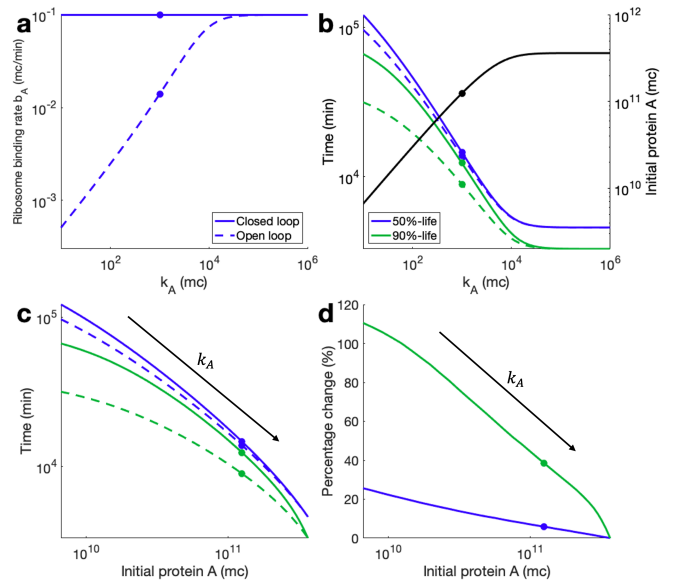 a
Ribosome binding rate b_A (mc/min)
10^-1
10^-2
10^-3
Closed loop
Open loop
10^2
10^4
10^6
k_A (mc)
b
Time (min)
10^5
10^4
50%-life
90%-life
10^2
10^4
10^6
k_A (mc)
10^12
10^11
10^10
Initial protein A (mc)
c
Time (min)
10^5
10^4
k_A
10^10
10^11
Initial protein A (mc)
d
Percentage change (%)
120
100
80
60
40
20
0
k_A
10^10
10^11
Initial protein A (mc)